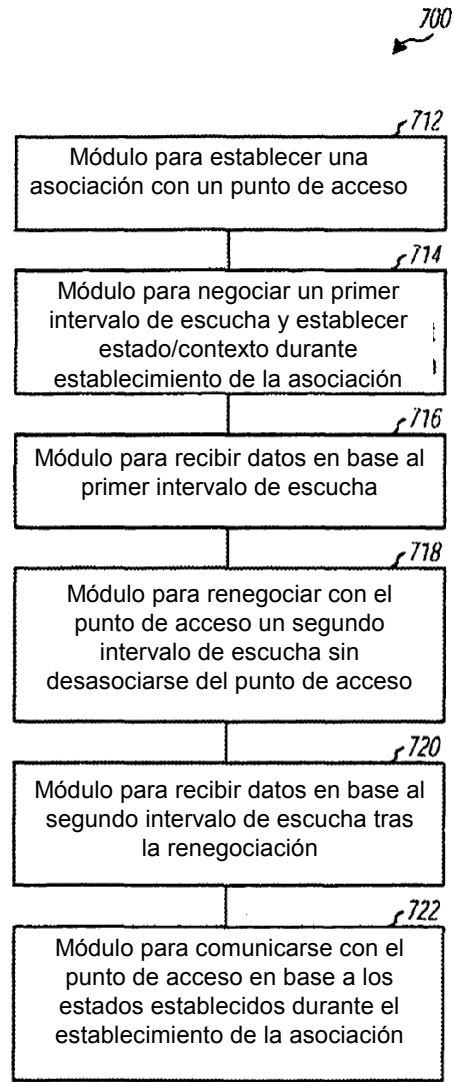 700
712
Módulo para establecer una
asociación con un punto de acceso
714
Módulo para negociar un primer
intervalo de escucha y establecer
estado/contexto durante
establecimiento de la asociación
716
Módulo para recibir datos en base al
primer intervalo de escucha
718
Módulo para renegociar con el
punto de acceso un segundo
intervalo de escucha sin
desasociarse del punto de acceso
720
Módulo para recibir datos en base al
segundo intervalo de escucha tras
la renegociación
722
Módulo para comunicarse con el
punto de acceso en base a los
estados establecidos durante el
establecimiento de la asociación